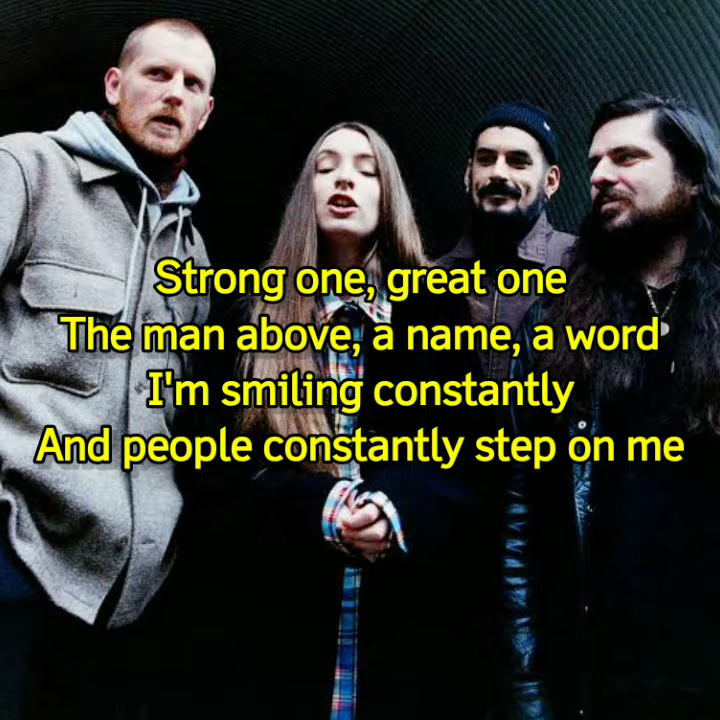 Strong one, great one
The man above, a name, a word
I'm smiling constantly
And people constantly step on me